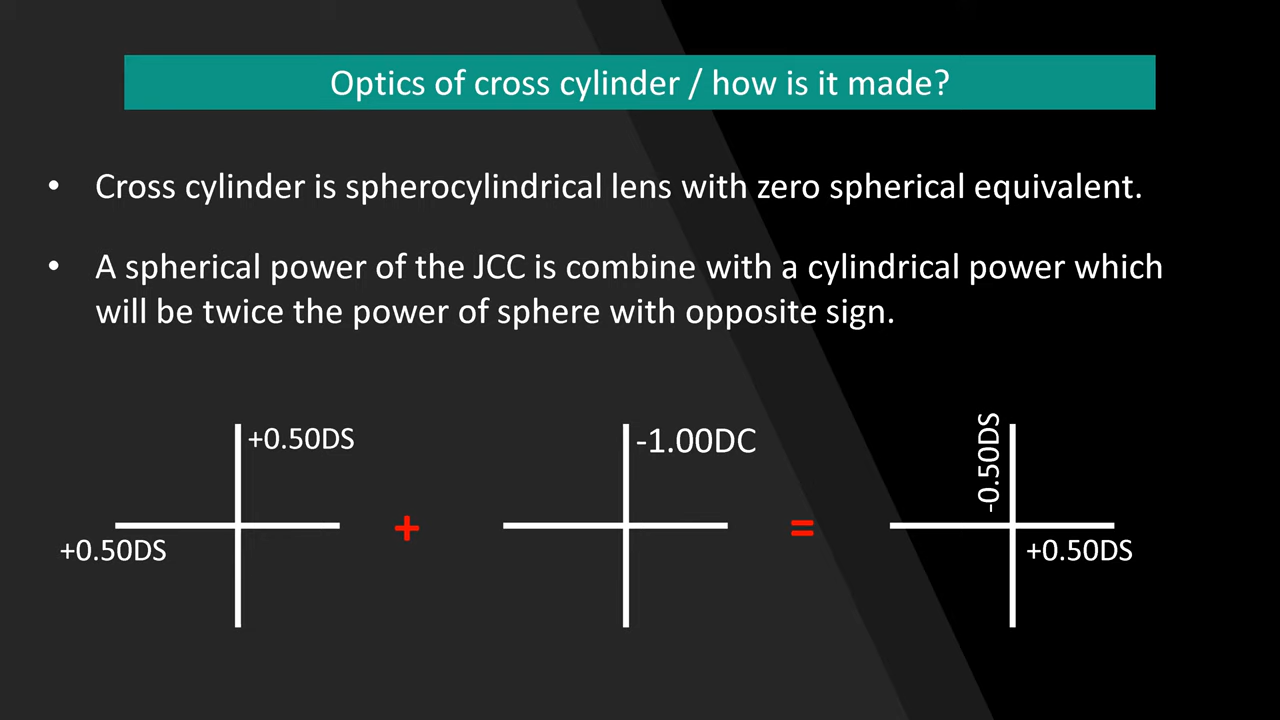 Optics of cross cylinder / how is it made?
• Cross cylinder is spherocylindrical lens with zero spherical equivalent.
• A spherical power of the JCC is combine with a cylindrical power which
will be twice the power of sphere with opposite sign.
+0.50DS
+0.50DS
+
-1.00DC
=
-0.50DS
+0.50DS